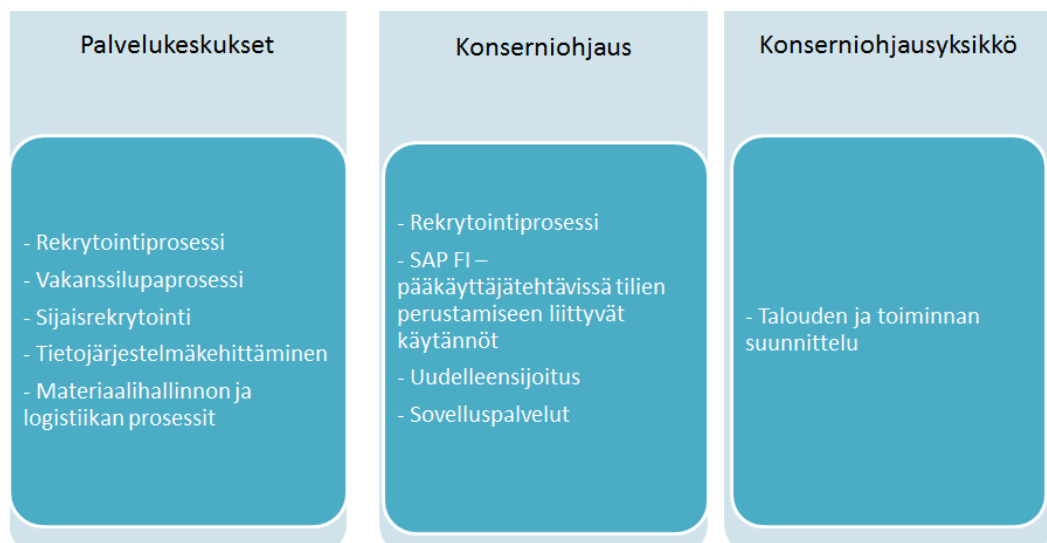 Palvelukeskukset
- Rekrytointiprosessi
- Vakanssilupaprosessi
- Sijaisrekrytointi
- Tietojärjestelmäkehittäminen
- Materiaalihallinnon ja
logistiikan prosessit
Konserniohjaus
- Rekrytointiprosessi
- SAP FI –
pääkäyttäjätehtävissä tilien
perustamiseen liittyvät
käytännöt
- Uudelleensijoitus
- Sovelluspalvelut
Konserniohjausyksikkö
- Talouden ja toiminnan
suunnittelu